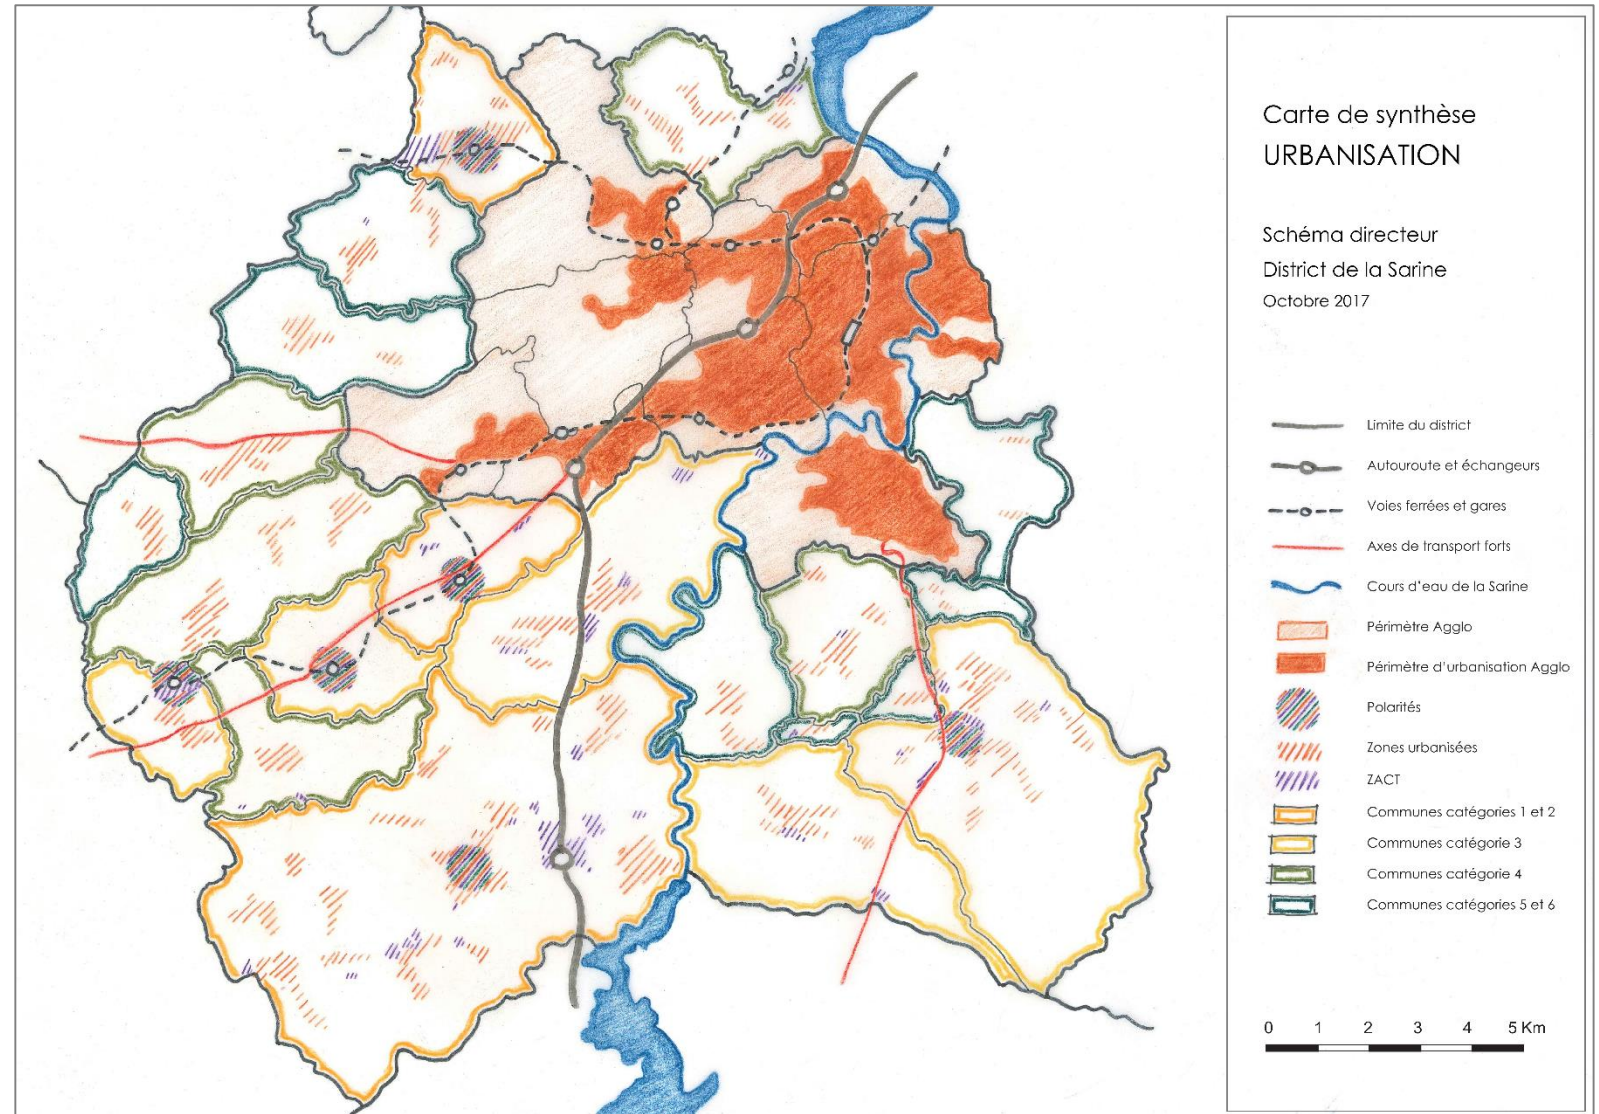 Carte de synthèse
URBANISATION
Schéma directeur
District de la Sarine
Octobre 2017
Limite du district
Autouroute et échangeurs
Voies ferrées et gares
Axes de transport forts
Cours d'eau de la Sarine
Périmètre Agglo
Périmètre d'urbanisation Agglo
Polarités
Zones urbanisées
ZACT
Communes catégories 1 et 2
Communes catégorie 3
Communes catégorie 4
Communes catégories 5 et 6
0 1 2 3 4 5 Km